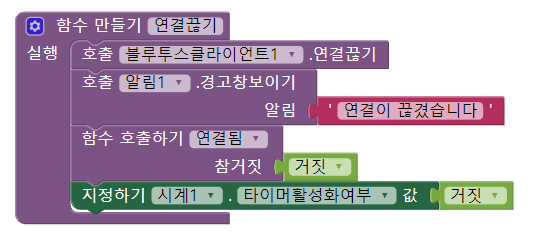 함수 만들기 연결끊기
실행 호출 블루투스클라이언트1 .연결끊기
호출 알림1 .경고창보이기
알림 ' 연결이 끊겼습니다 '
함수 호출하기 연결됨
참거짓 거짓
지정하기 시계1 . 타이머활성화여부 값 거짓